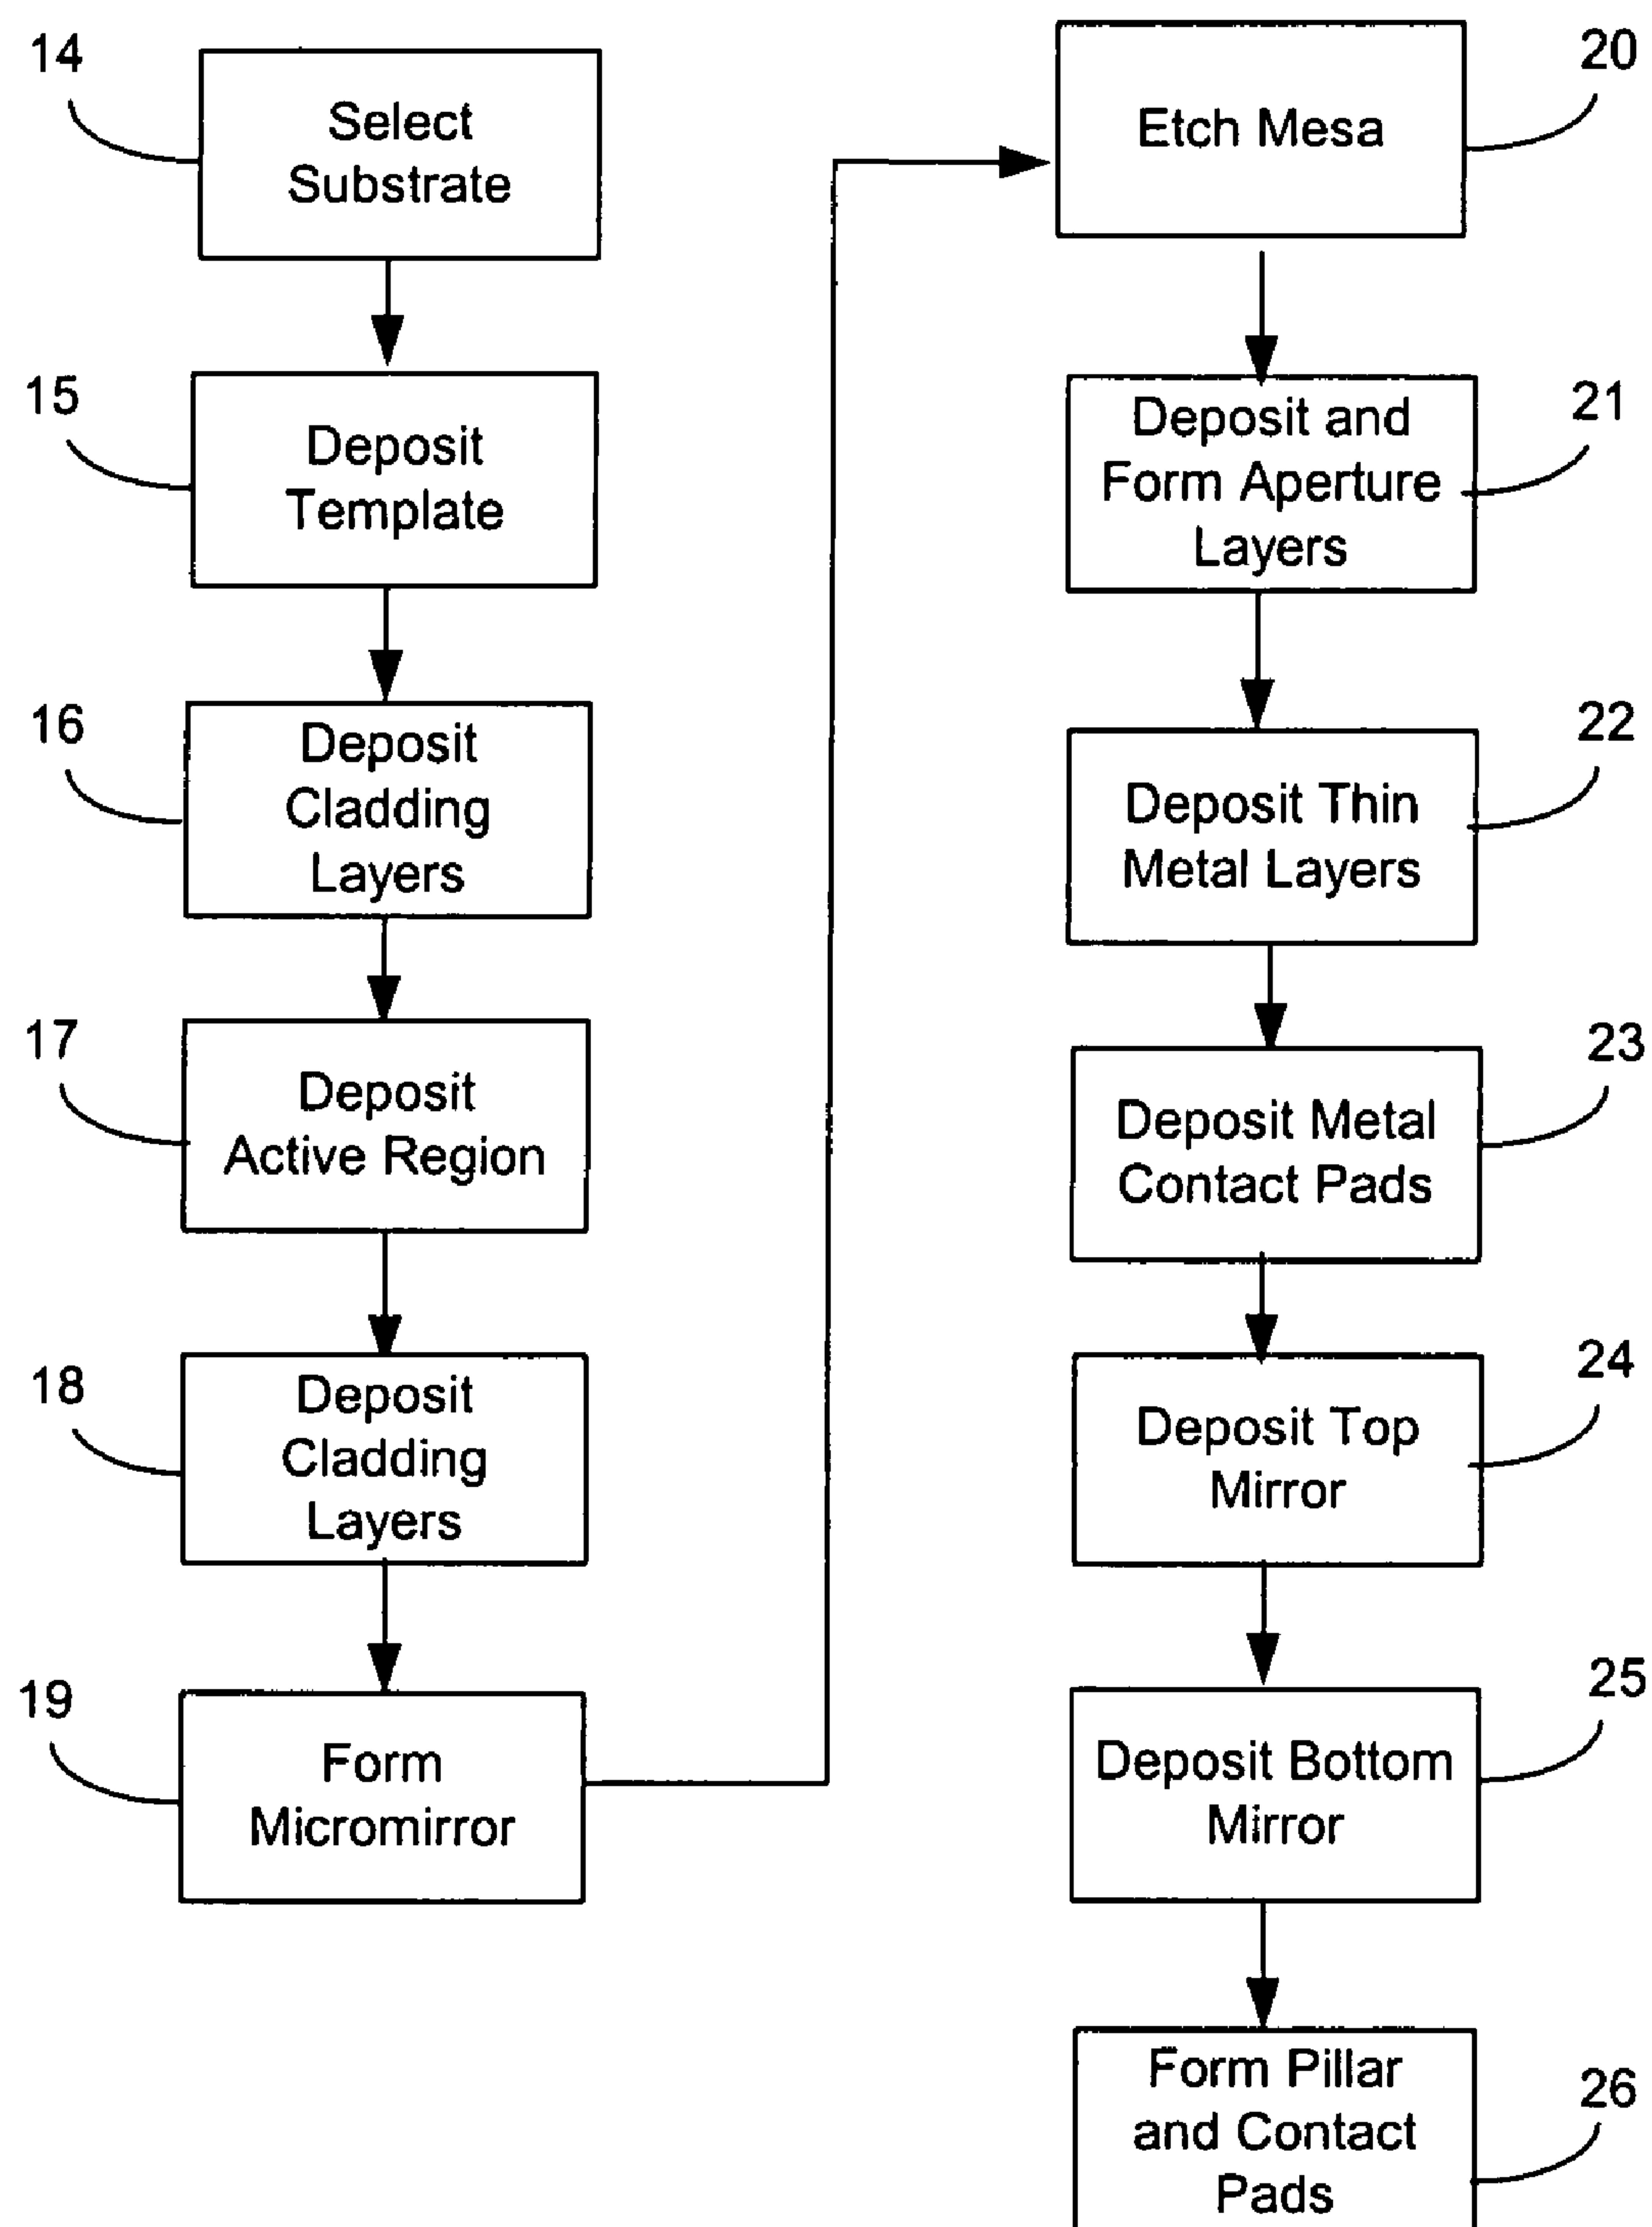 14
Select
Substrate
15
Deposit
Template
16
Deposit
Cladding
Layers
17
Deposit
Active Region
18
Deposit
Cladding
Layers
19
Form
Micromirror
20
Etch Mesa
21
Deposit and
Form Aperture
Layers
22
Deposit Thin
Metal Layers
23
Deposit Metal
Contact Pads
24
Deposit Top
Mirror
25
Deposit Bottom
Mirror
26
Form Pillar
and Contact
Pads